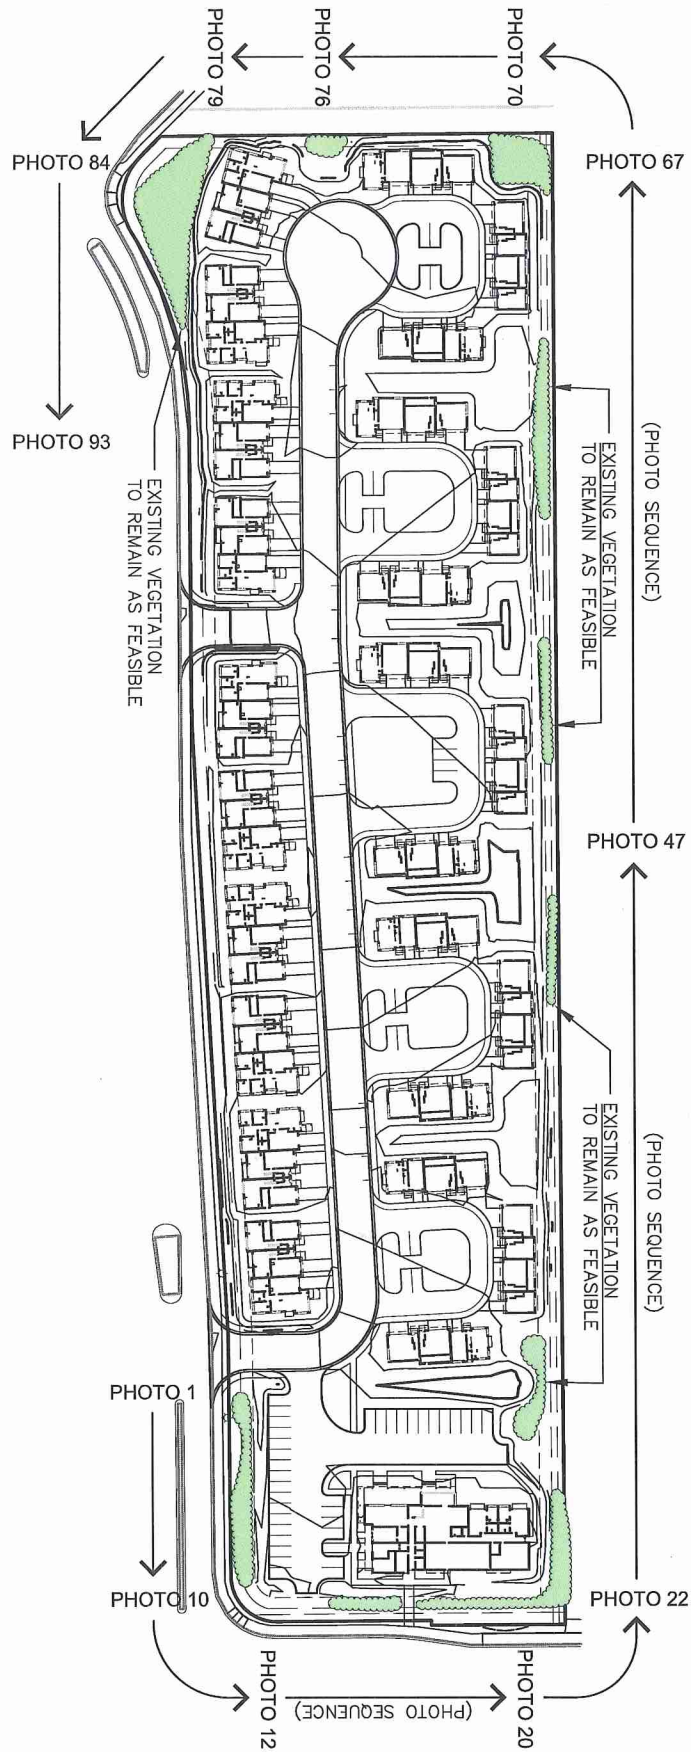 PHOTO 79
PHOTO 76
PHOTO 70
PHOTO 84
PHOTO 67
PHOTO 93
EXISTING VEGETATION
TO REMAIN AS FEASIBLE
EXISTING VEGETATION
TO REMAIN AS FEASIBLE
(PHOTO SEQUENCE)
PHOTO 47
EXISTING VEGETATION
TO REMAIN AS FEASIBLE
(PHOTO SEQUENCE)
PHOTO 1
PHOTO 10
PHOTO 22
PHOTO 12
(PHOTO SEQUENCE)
PHOTO 20